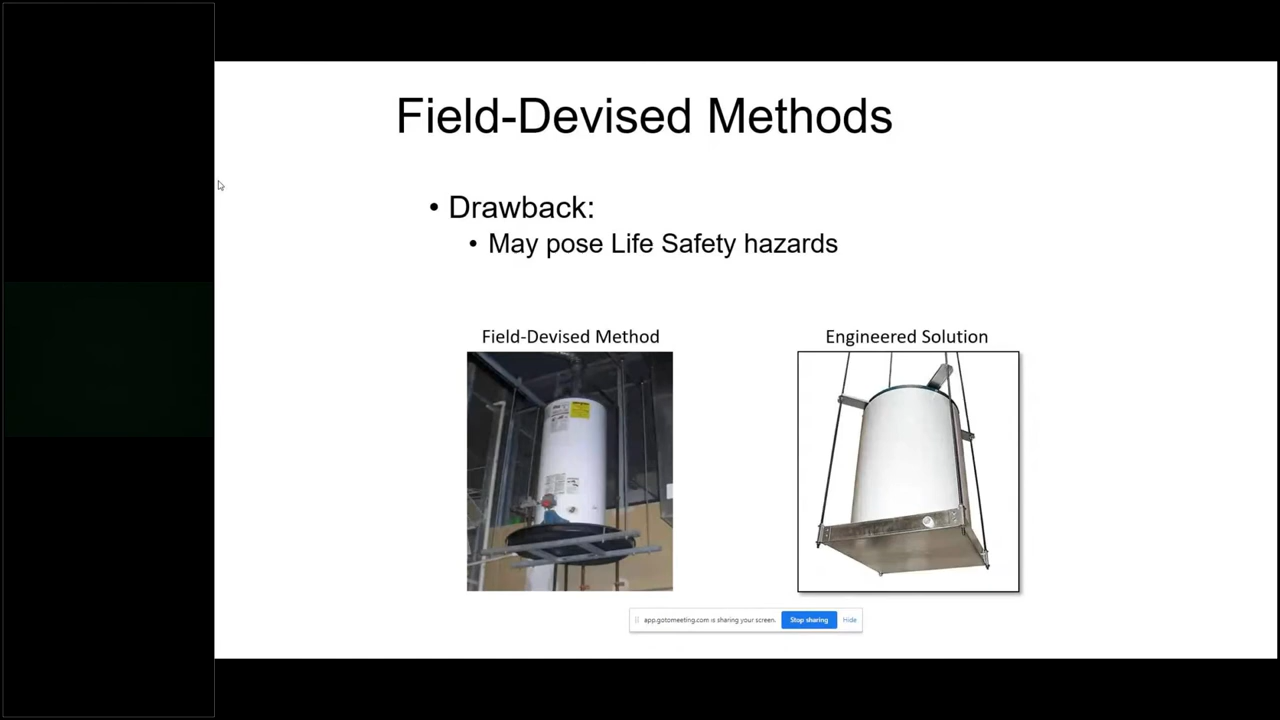 Field-Devised Methods
• Drawback:
• May pose Life Safety hazards
Field-Devised Method
Engineered Solution
app.gotomeeting.com is sharing your screen.
Stop sharing
Hide